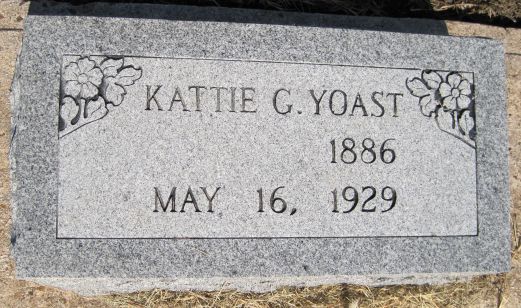 KATTIE G. YOAST
1886
MAY 16, 1929